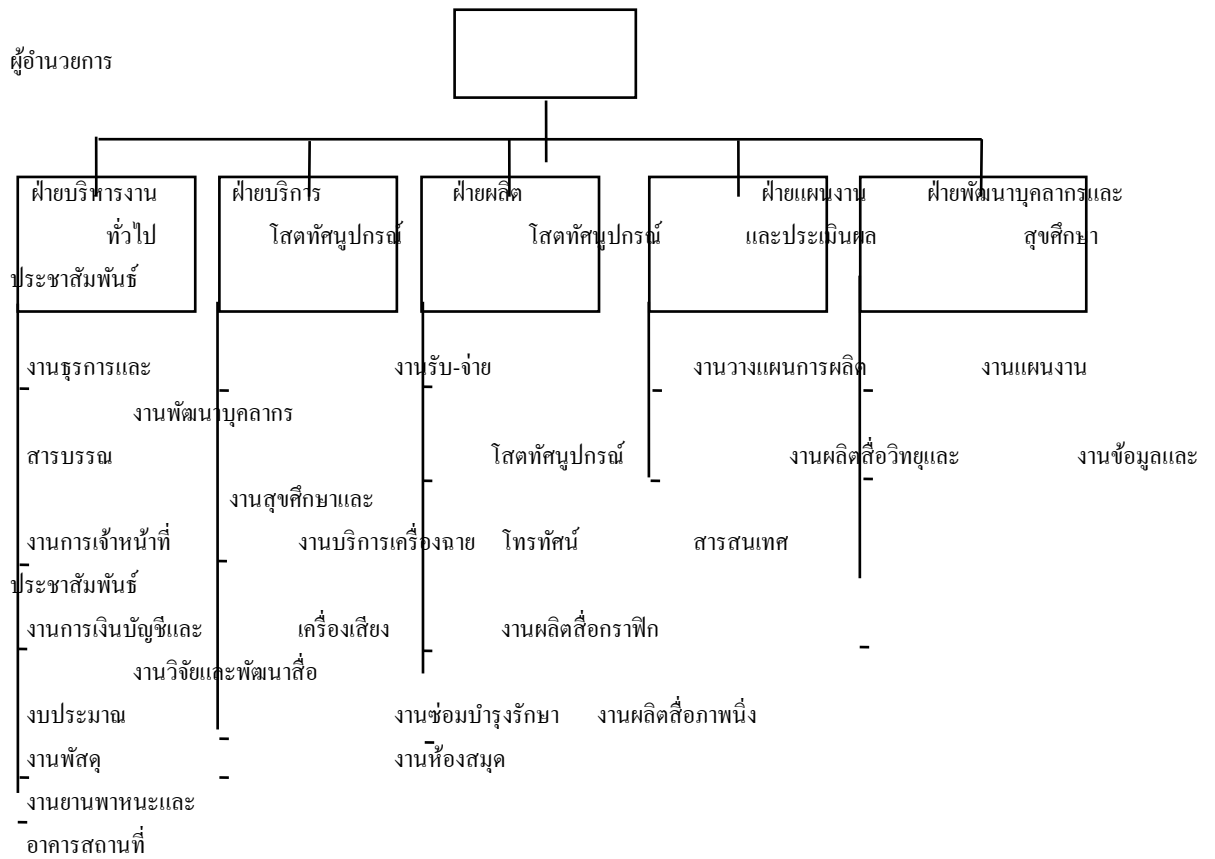 ผู้อำนวยการ
ฝ่ายบริหารงาน ฝ่ายบริการ ฝ่ายผลิต ฝ่ายแผนงาน ฝ่ายพัฒนาบุคลากรและ
ทั่วไป โสตทัศนูปกรณ์ โสตทัศนูปกรณ์ และประเมินผล สุขศึกษา
ประชาสัมพันธ์
งานธุรการและ งานรับ-จ่าย งานวางแผนการผลิต งานแผนงาน
งานพัฒนาบุคลากร
สารบรรณ โสตทัศนูปกรณ์ งานผลิตสื่อวิทยุและ งานข้อมูลและ
งานสุขศึกษาและ
งานการเจ้าหน้าที่ งานบริการเครื่องฉาย โทรทัศน์ สารสนเทศ
ประชาสัมพันธ์
งานการเงินบัญชีและ เครื่องเสียง งานผลิตสื่อกราฟิก
งานวิจัยและพัฒนาสื่อ
งบประมาณ งานซ่อมบำรุงรักษา งานผลิตสื่อภาพนิ่ง
งานพัสดุ งานห้องสมุด
งานยานพาหนะและ
อาคารสถานที่